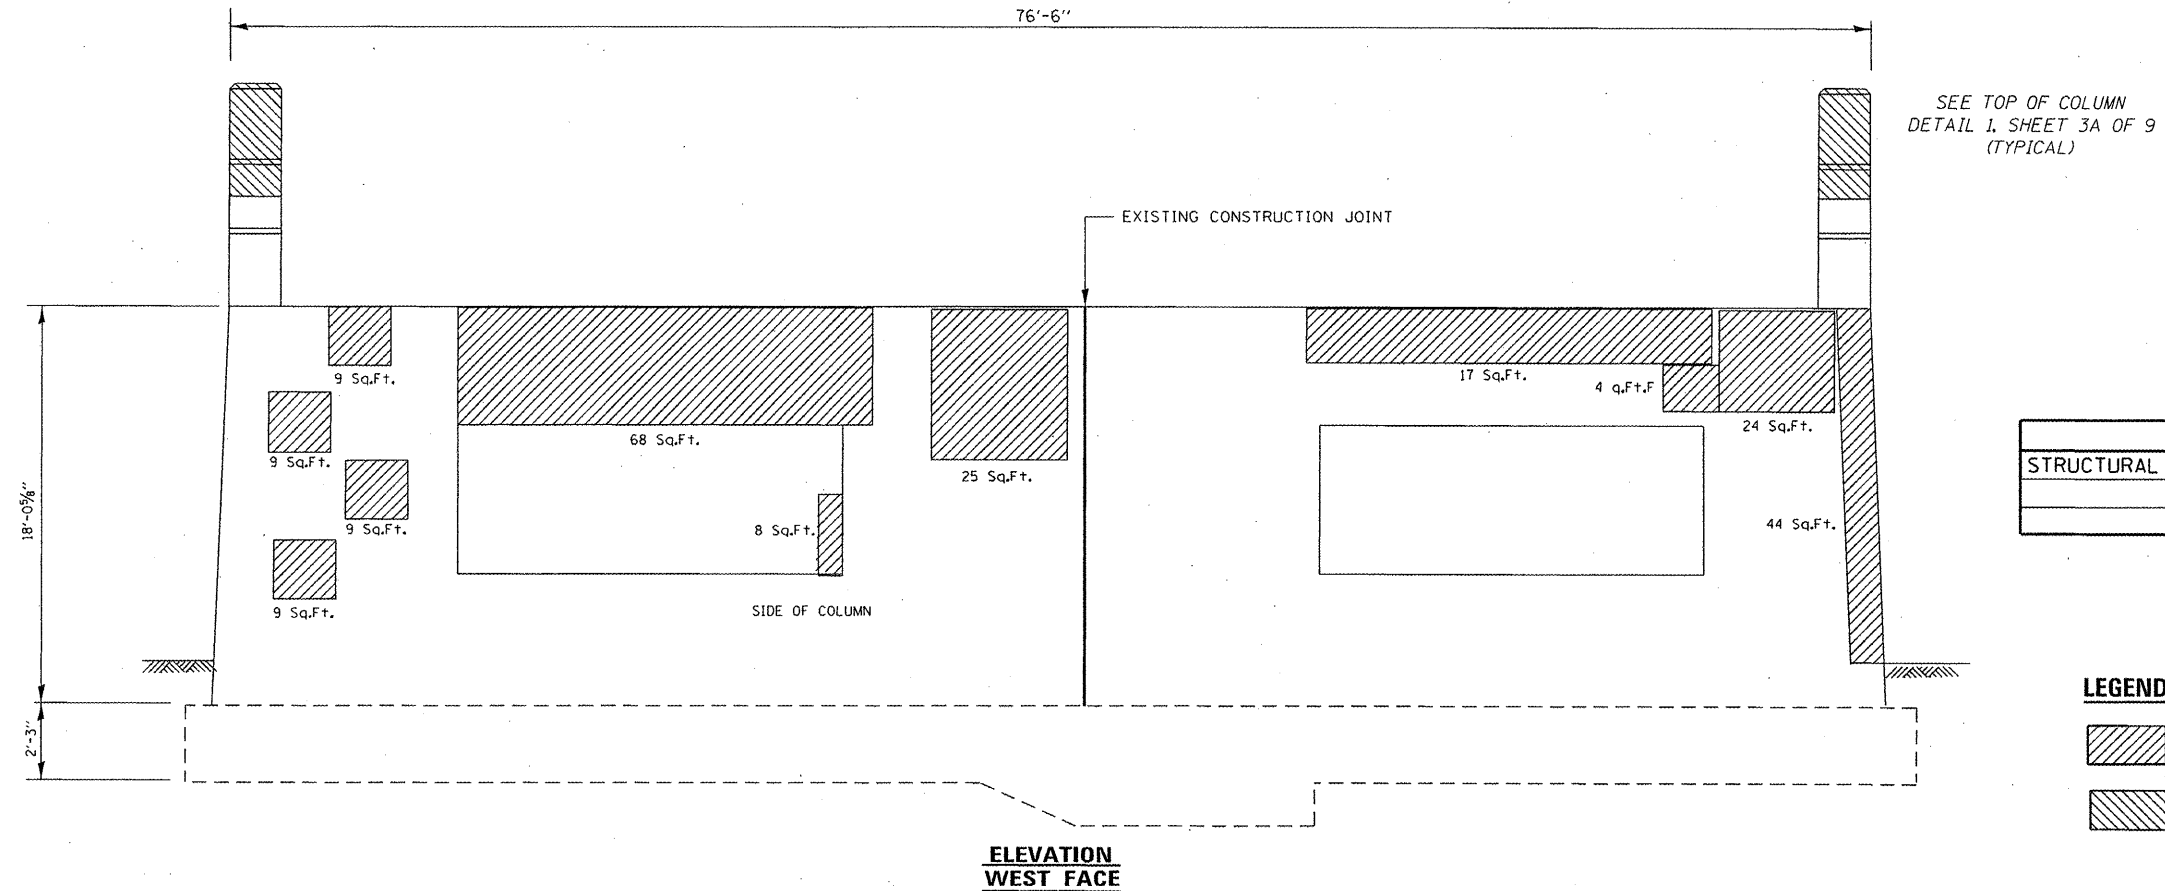 76'-6"
SEE TOP OF COLUMN
DETAIL 1, SHEET 3A OF 9
(TYPICAL)
EXISTING CONSTRUCTION JOINT
9 Sq.Ft.
17 Sq.Ft.
4 q.Ft.F
68 Sq.Ft.
24 Sq.Ft.
9 Sq.Ft.
25 Sq.Ft.
STRUCTURAL
18'-0⅝"
9 Sq.Ft.
8 Sq.Ft.
44 Sq.Ft.
9 Sq.Ft.
SIDE OF COLUMN
LEGEND
2'-3"
ELEVATION
WEST FACE